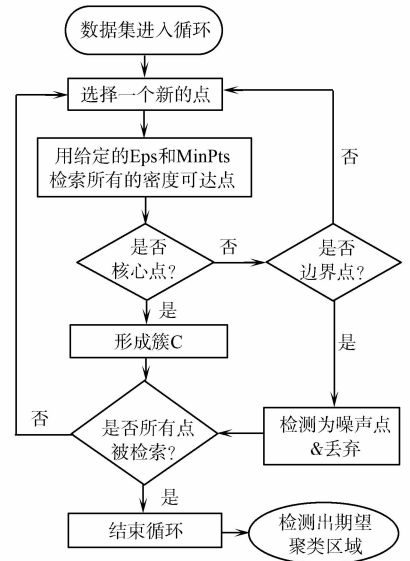 数据集进入循环
选择一个新的点
用给定的Eps和MinPts
检索所有的密度可达点
否
是否
核心点?
否
是否
边界点?
是
形成簇C
是
否
是否所有点
被检索?
检测为噪声点
&丢弃
是
结束循环
检测出期望
聚类区域